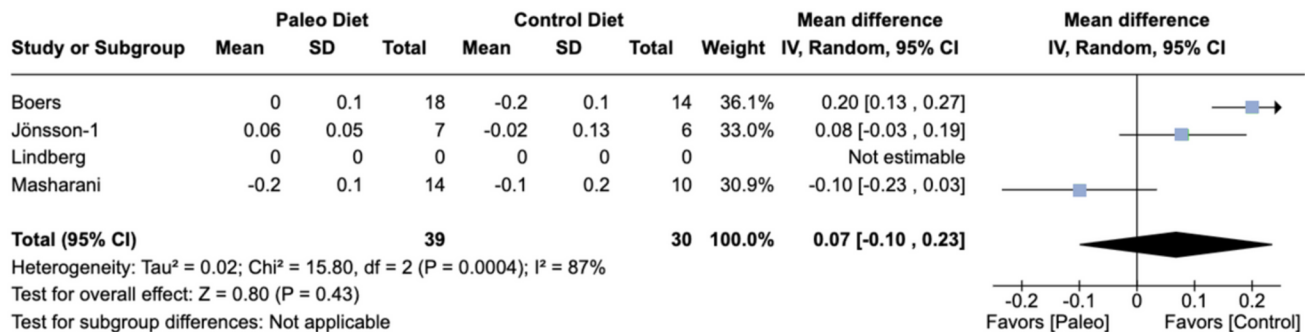 Paleo Diet Control Diet Mean difference Mean difference
Study or Subgroup Mean SD Total Mean SD Total Weight IV, Random, 95% CI IV, Random, 95% CI
Boers 0 0.1 18 -0.2 0.1 14 36.1% 0.20 [0.13 , 0.27]
Jönsson-1 0.06 0.05 7 -0.02 0.13 6 33.0% 0.08 [-0.03 , 0.19]
Lindberg 0 0 0 0 0 0 Not estimable
Masharani -0.2 0.1 14 -0.1 0.2 10 30.9% -0.10 [-0.23 , 0.03]
Total (95% CI) 39 30 100.0% 0.07 [-0.10 , 0.23]
Heterogeneity: Tau² = 0.02; Chi² = 15.80, df = 2 (P = 0.0004); I² = 87%
Test for overall effect: Z = 0.80 (P = 0.43)
Test for subgroup differences: Not applicable
-0.2 -0.1 0 0.1 0.2
Favors [Paleo] Favors [Control]